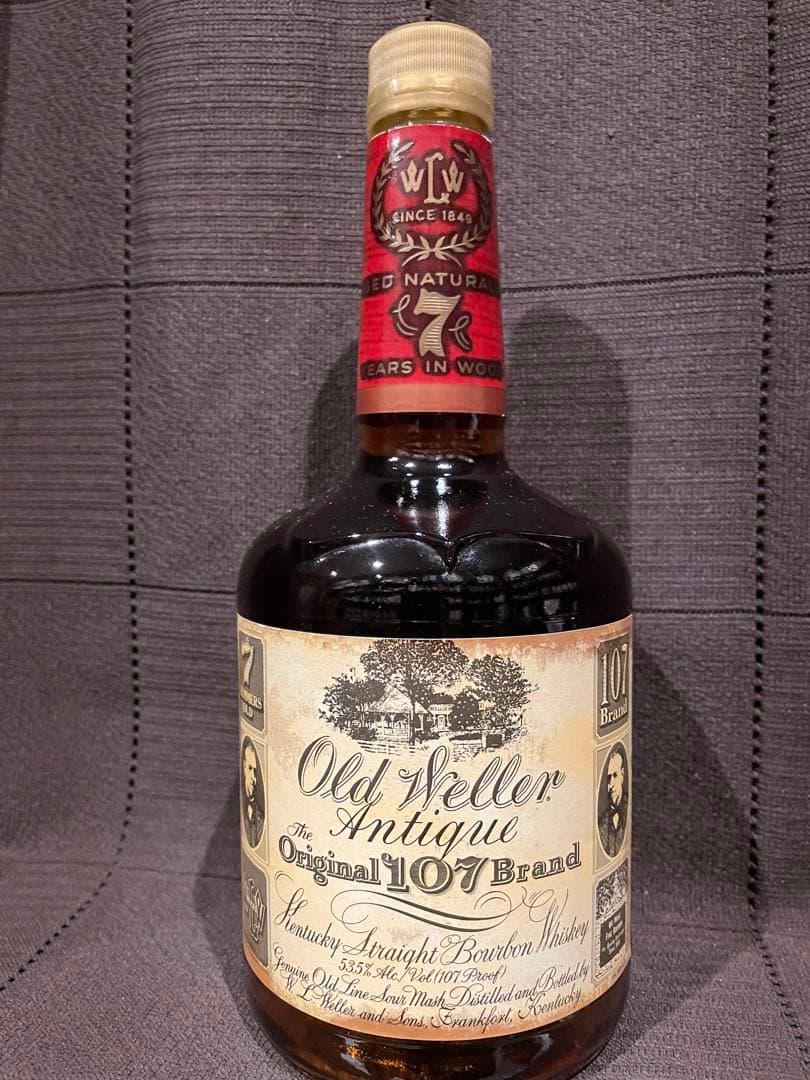 WLW
SINCE 1849
AGED NATURALLY
7
YEARS IN WOOD
7
SUMMERS
OLD
107
Brand
Old Weller
Antique
The
Original 107 Brand
Kentucky Straight Bourbon Whiskey
53.5% Alc/Vol (107 Proof)
Genuine Old Line Sour Mash Distilled and Bottled by
W L Weller and Sons, Frankfort, Kentucky